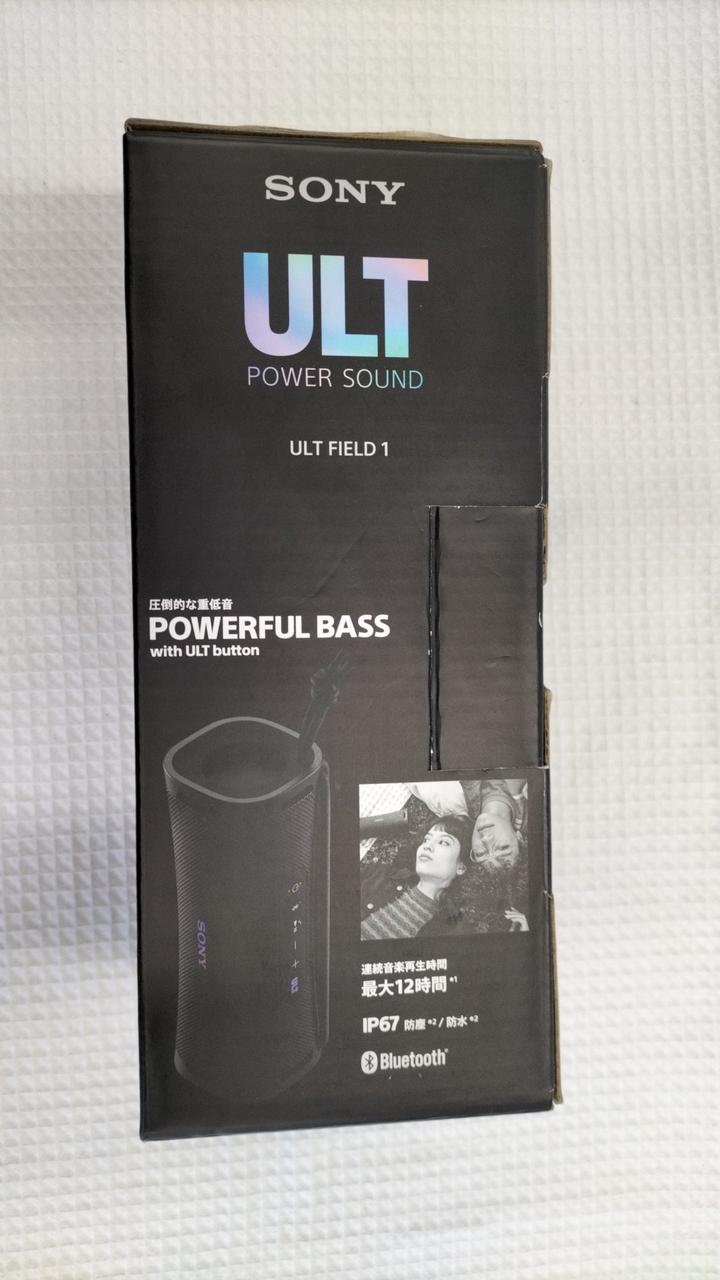 SONY
ULT
POWER SOUND
ULT FIELD 1
圧倒的な重低音
POWERFUL BASS
with ULT button
SONY
連続音楽再生時間
最大12時間*1
IP67 防塵*2 / 防水*2
Bluetooth®